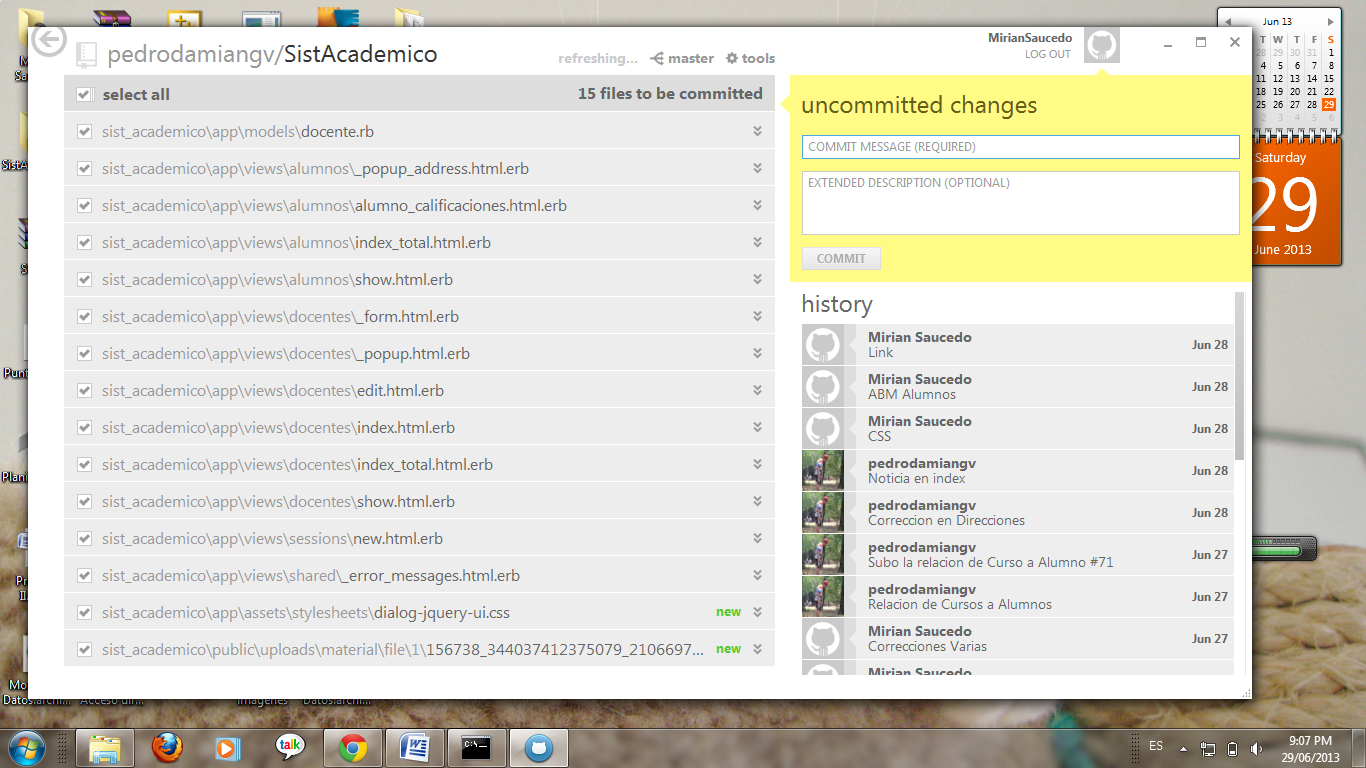 pedrodamiangv/SistAcademico
refreshing...
master
tools
MirianSaucedo
LOG OUT
select all
15 files to be committed
sist_academico\app\models\docente.rb
sist_academico\app\views\alumnos\_popup_address.html.erb
sist_academico\app\views\alumnos\alumno_calificaciones.html.erb
sist_academico\app\views\alumnos\index_total.html.erb
sist_academico\app\views\alumnos\show.html.erb
sist_academico\app\views\docentes\_form.html.erb
sist_academico\app\views\docentes\_popup.html.erb
sist_academico\app\views\docentes\edit.html.erb
sist_academico\app\views\docentes\index.html.erb
sist_academico\app\views\docentes\index_total.html.erb
sist_academico\app\views\docentes\show.html.erb
sist_academico\app\views\sessions\new.html.erb
sist_academico\app\views\shared\_error_messages.html.erb
sist_academico\app\assets\stylesheets\dialog-jquery-ui.css new
sist_academico\public\uploads\material\file\1\156738_344037412375079_2106697... new
uncommitted changes
COMMIT MESSAGE (REQUIRED)
EXTENDED DESCRIPTION (OPTIONAL)
COMMIT
history
Mirian Saucedo
Link
Jun 28
Mirian Saucedo
ABM Alumnos
Jun 28
Mirian Saucedo
CSS
Jun 28
pedrodamiangv
Noticia en index
Jun 28
pedrodamiangv
Correccion en Direcciones
Jun 28
pedrodamiangv
Subo la relacion de Curso a Alumno #71
Jun 27
pedrodamiangv
Relacion de Cursos a Alumnos
Jun 27
Mirian Saucedo
Correcciones Varias
Jun 27
Mirian Saucedo
Jun 13
T W T F S
28 29 30 31 1
4 5 6 7 8
11 12 13 14 15
18 19 20 21 22
25 26 27 28 29
2 3 4 5 6
Saturday
29
June 2013
talk
C:\
ES
9:07 PM
29/06/2013